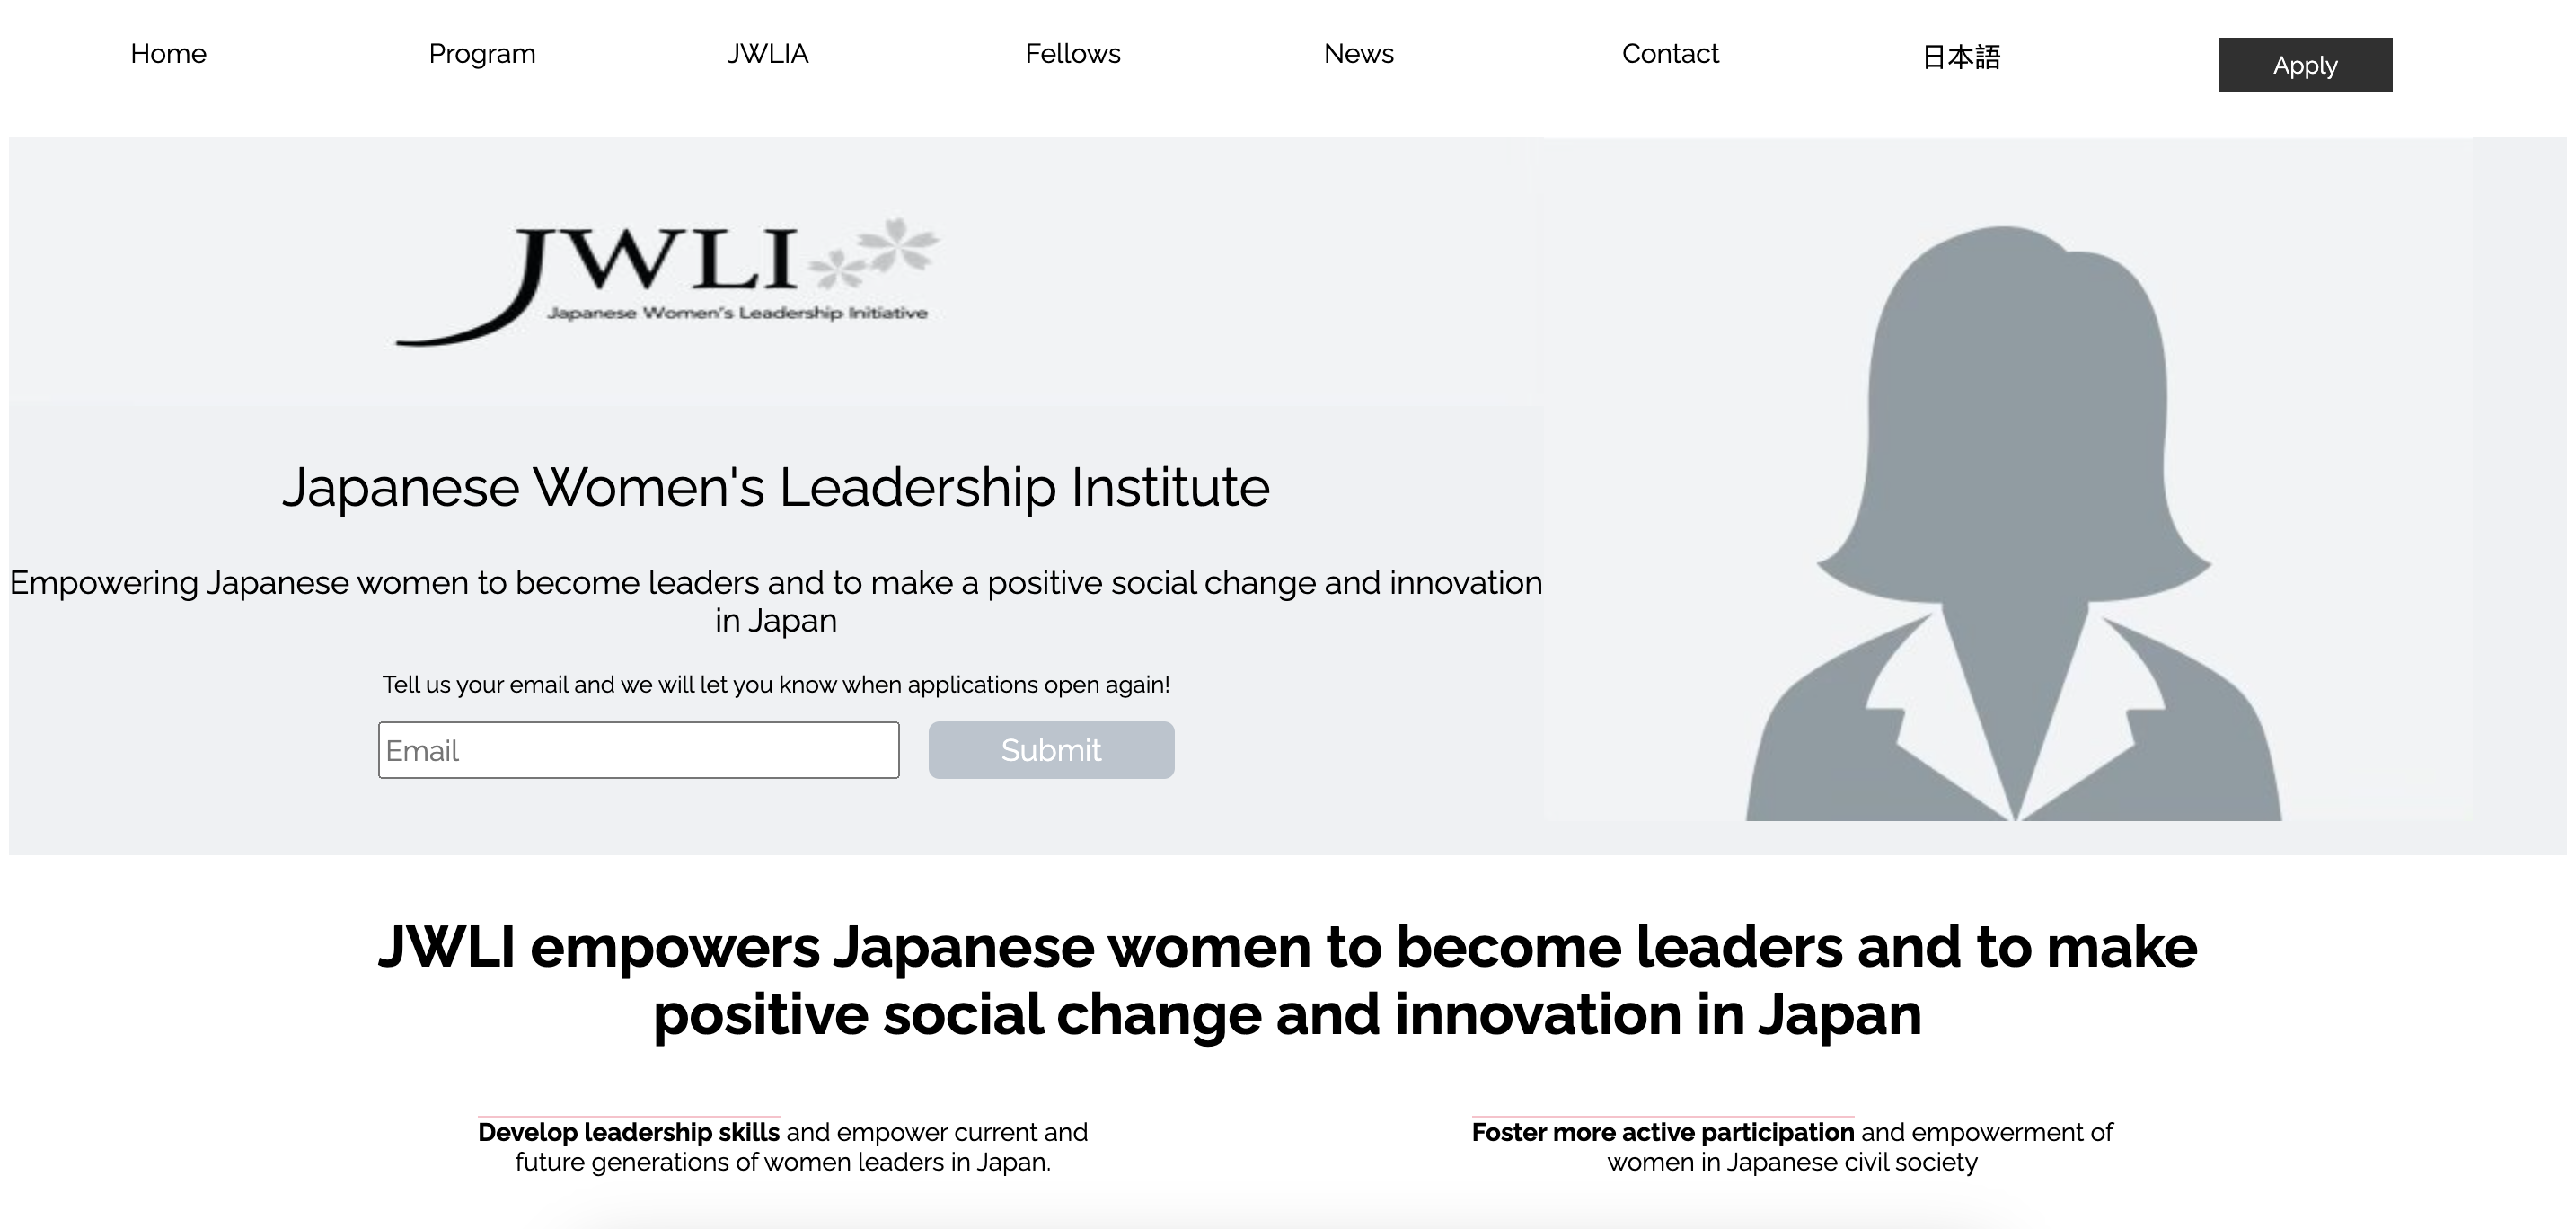 Home Program JWLIA Fellows News Contact 日本語 Apply
JWLI
Japanese Women's Leadership Initiative
Japanese Women's Leadership Institute
Empowering Japanese women to become leaders and to make a positive social change and innovation
in Japan
Tell us your email and we will let you know when applications open again!
Email Submit
JWLI empowers Japanese women to become leaders and to make
positive social change and innovation in Japan
Develop leadership skills and empower current and
future generations of women leaders in Japan.
Foster more active participation and empowerment of
women in Japanese civil society